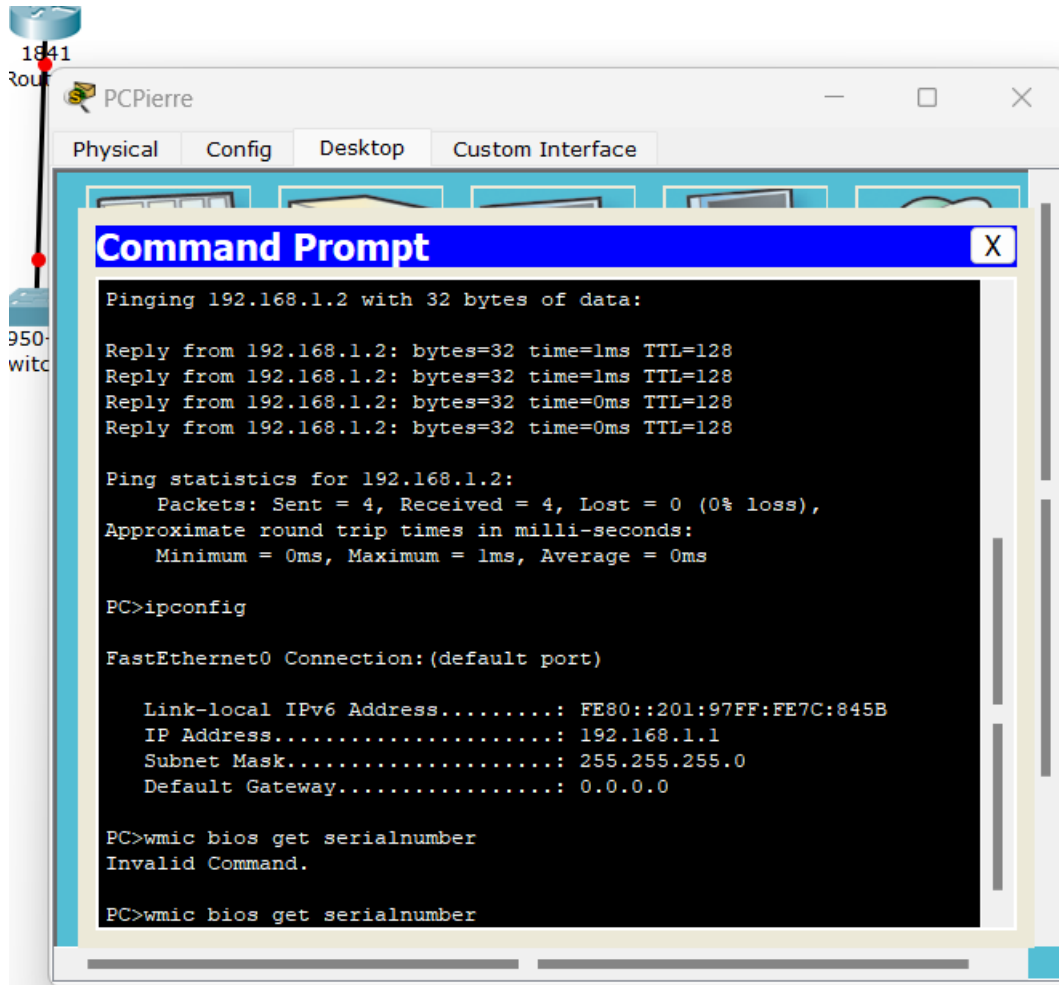 1841
PCPierre
Physical Config Desktop Custom Interface
Command Prompt X
Pinging 192.168.1.2 with 32 bytes of data:
Reply from 192.168.1.2: bytes=32 time=1ms TTL=128
Reply from 192.168.1.2: bytes=32 time=1ms TTL=128
Reply from 192.168.1.2: bytes=32 time=0ms TTL=128
Reply from 192.168.1.2: bytes=32 time=0ms TTL=128
Ping statistics for 192.168.1.2:
Packets: Sent = 4, Received = 4, Lost = 0 (0% loss),
Approximate round trip times in milli-seconds:
Minimum = 0ms, Maximum = 1ms, Average = 0ms
PC>ipconfig
FastEthernet0 Connection:(default port)
Link-local IPv6 Address.........: FE80::201:97FF:FE7C:845B
IP Address......................: 192.168.1.1
Subnet Mask.....................: 255.255.255.0
Default Gateway.................: 0.0.0.0
PC>wmic bios get serialnumber
Invalid Command.
PC>wmic bios get serialnumber